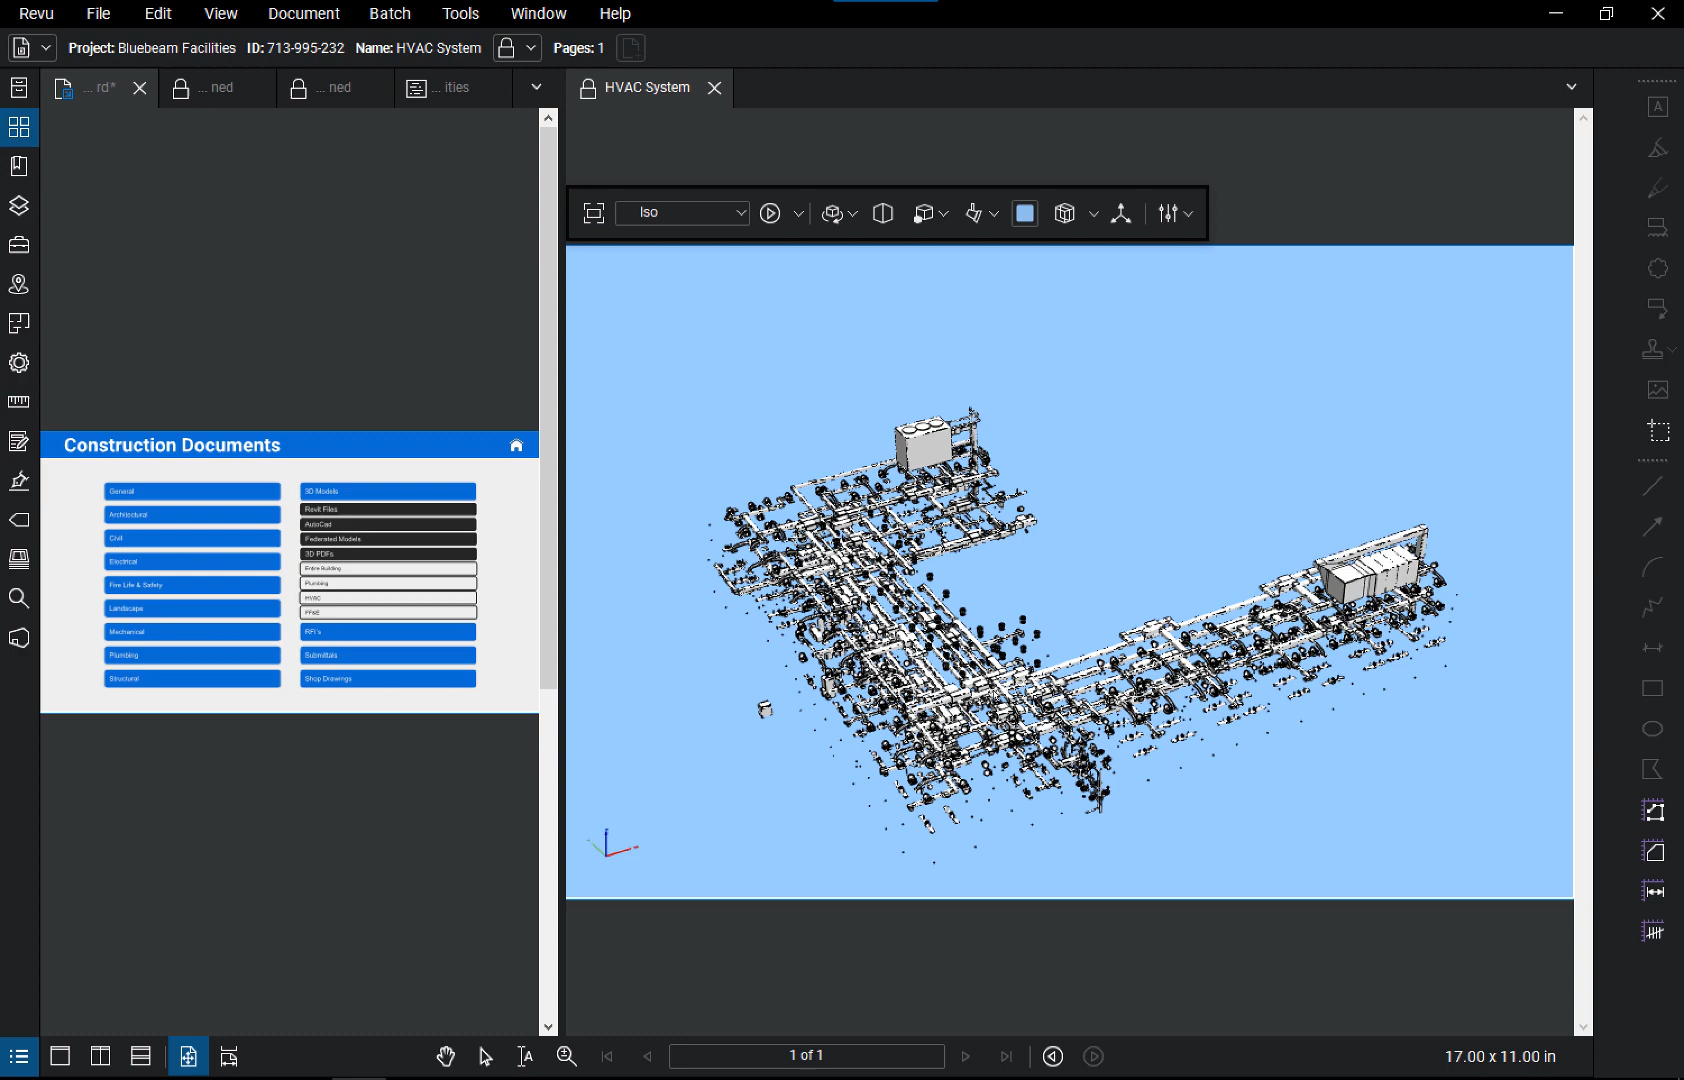 Revu File Edit View Document Batch Tools Window Help
Project: Bluebeam Facilities ID: 713-995-232 Name: HVAC System Pages: 1
... rd* ... ned ... ned ... ities HVAC System
Iso
Construction Documents
General
Architectural
Civil
Electrical
Fire Life & Safety
Landscape
Mechanical
Plumbing
Structural
3D Models
Revit Files
AutoCad
Federated Models
3D PDFs
Entire Building
Plumbing
HVAC
FF&E
RFI's
Submittals
Shop Drawings
1 of 1
17.00 x 11.00 in